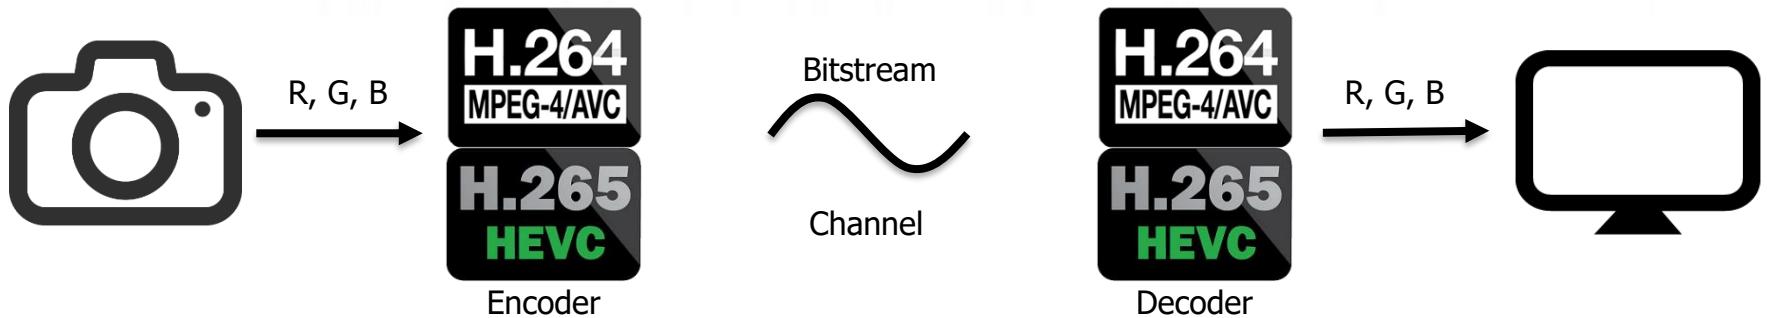 R, G, B
H.264
MPEG-4/AVC
H.265
HEVC
Encoder
Bitstream
Channel
H.264
MPEG-4/AVC
H.265
HEVC
Decoder
R, G, B